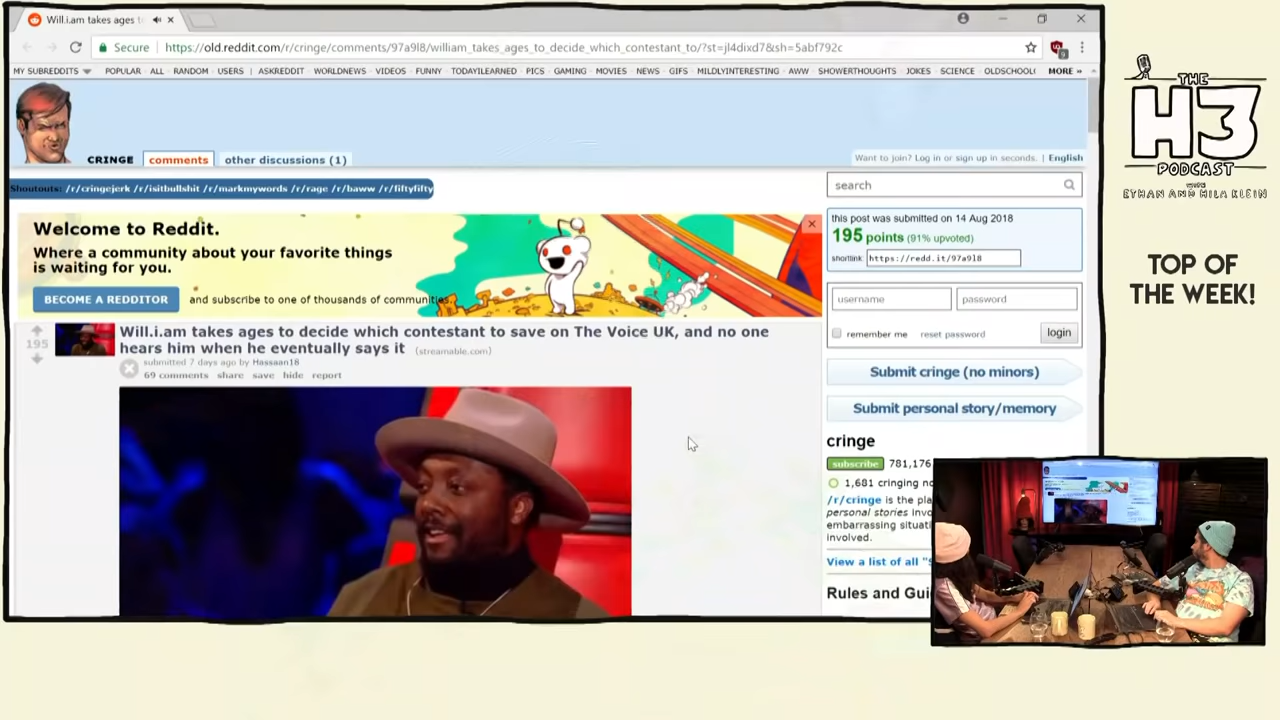 Will.i.am takes ages t
Secure
https://old.reddit.com/r/cringe/comments/97a9l8/william_takes_ages_to_decide_which_contestant_to/?st=jl4dixd7&sh=5abf792c
MY SUBREDDITS POPULAR ALL RANDOM USERS | ASKREDDIT WORLDNEWS VIDEOS FUNNY TODAYILEARNED PICS GAMING MOVIES NEWS GIFS MILDLYINTERESTING AWW SHOWERTHOUGHTS JOKES SCIENCE OLDSCHOOLC MORE »
CRINGE comments other discussions (1)
Want to join? Log in or sign up in seconds. | English
Shoutouts: /r/cringejerk /r/isitbullshit /r/markmywords /r/rage /r/baww /r/fiftyfifty
Welcome to Reddit.
Where a community about your favorite things
is waiting for you.
BECOME A REDDITOR and subscribe to one of thousands of communities.
195
Will.i.am takes ages to decide which contestant to save on The Voice UK, and no one
hears him when he eventually says it (streamable.com)
submitted 7 days ago by Hassaan18
69 comments share save hide report
search
this post was submitted on 14 Aug 2018
195 points (91% upvoted)
shortlink: https://redd.it/97a9l8
username password
remember me reset password login
Submit cringe (no minors)
Submit personal story/memory
cringe
subscribe 781,176
1,681 cringing no
/r/cringe is the pla
personal stories invo
embarrassing situati
involved.
View a list of all "S
Rules and Gui
THE
H3
PODCAST
WITH
ETHAN AND HILA KLEIN
TOP OF
THE WEEK!